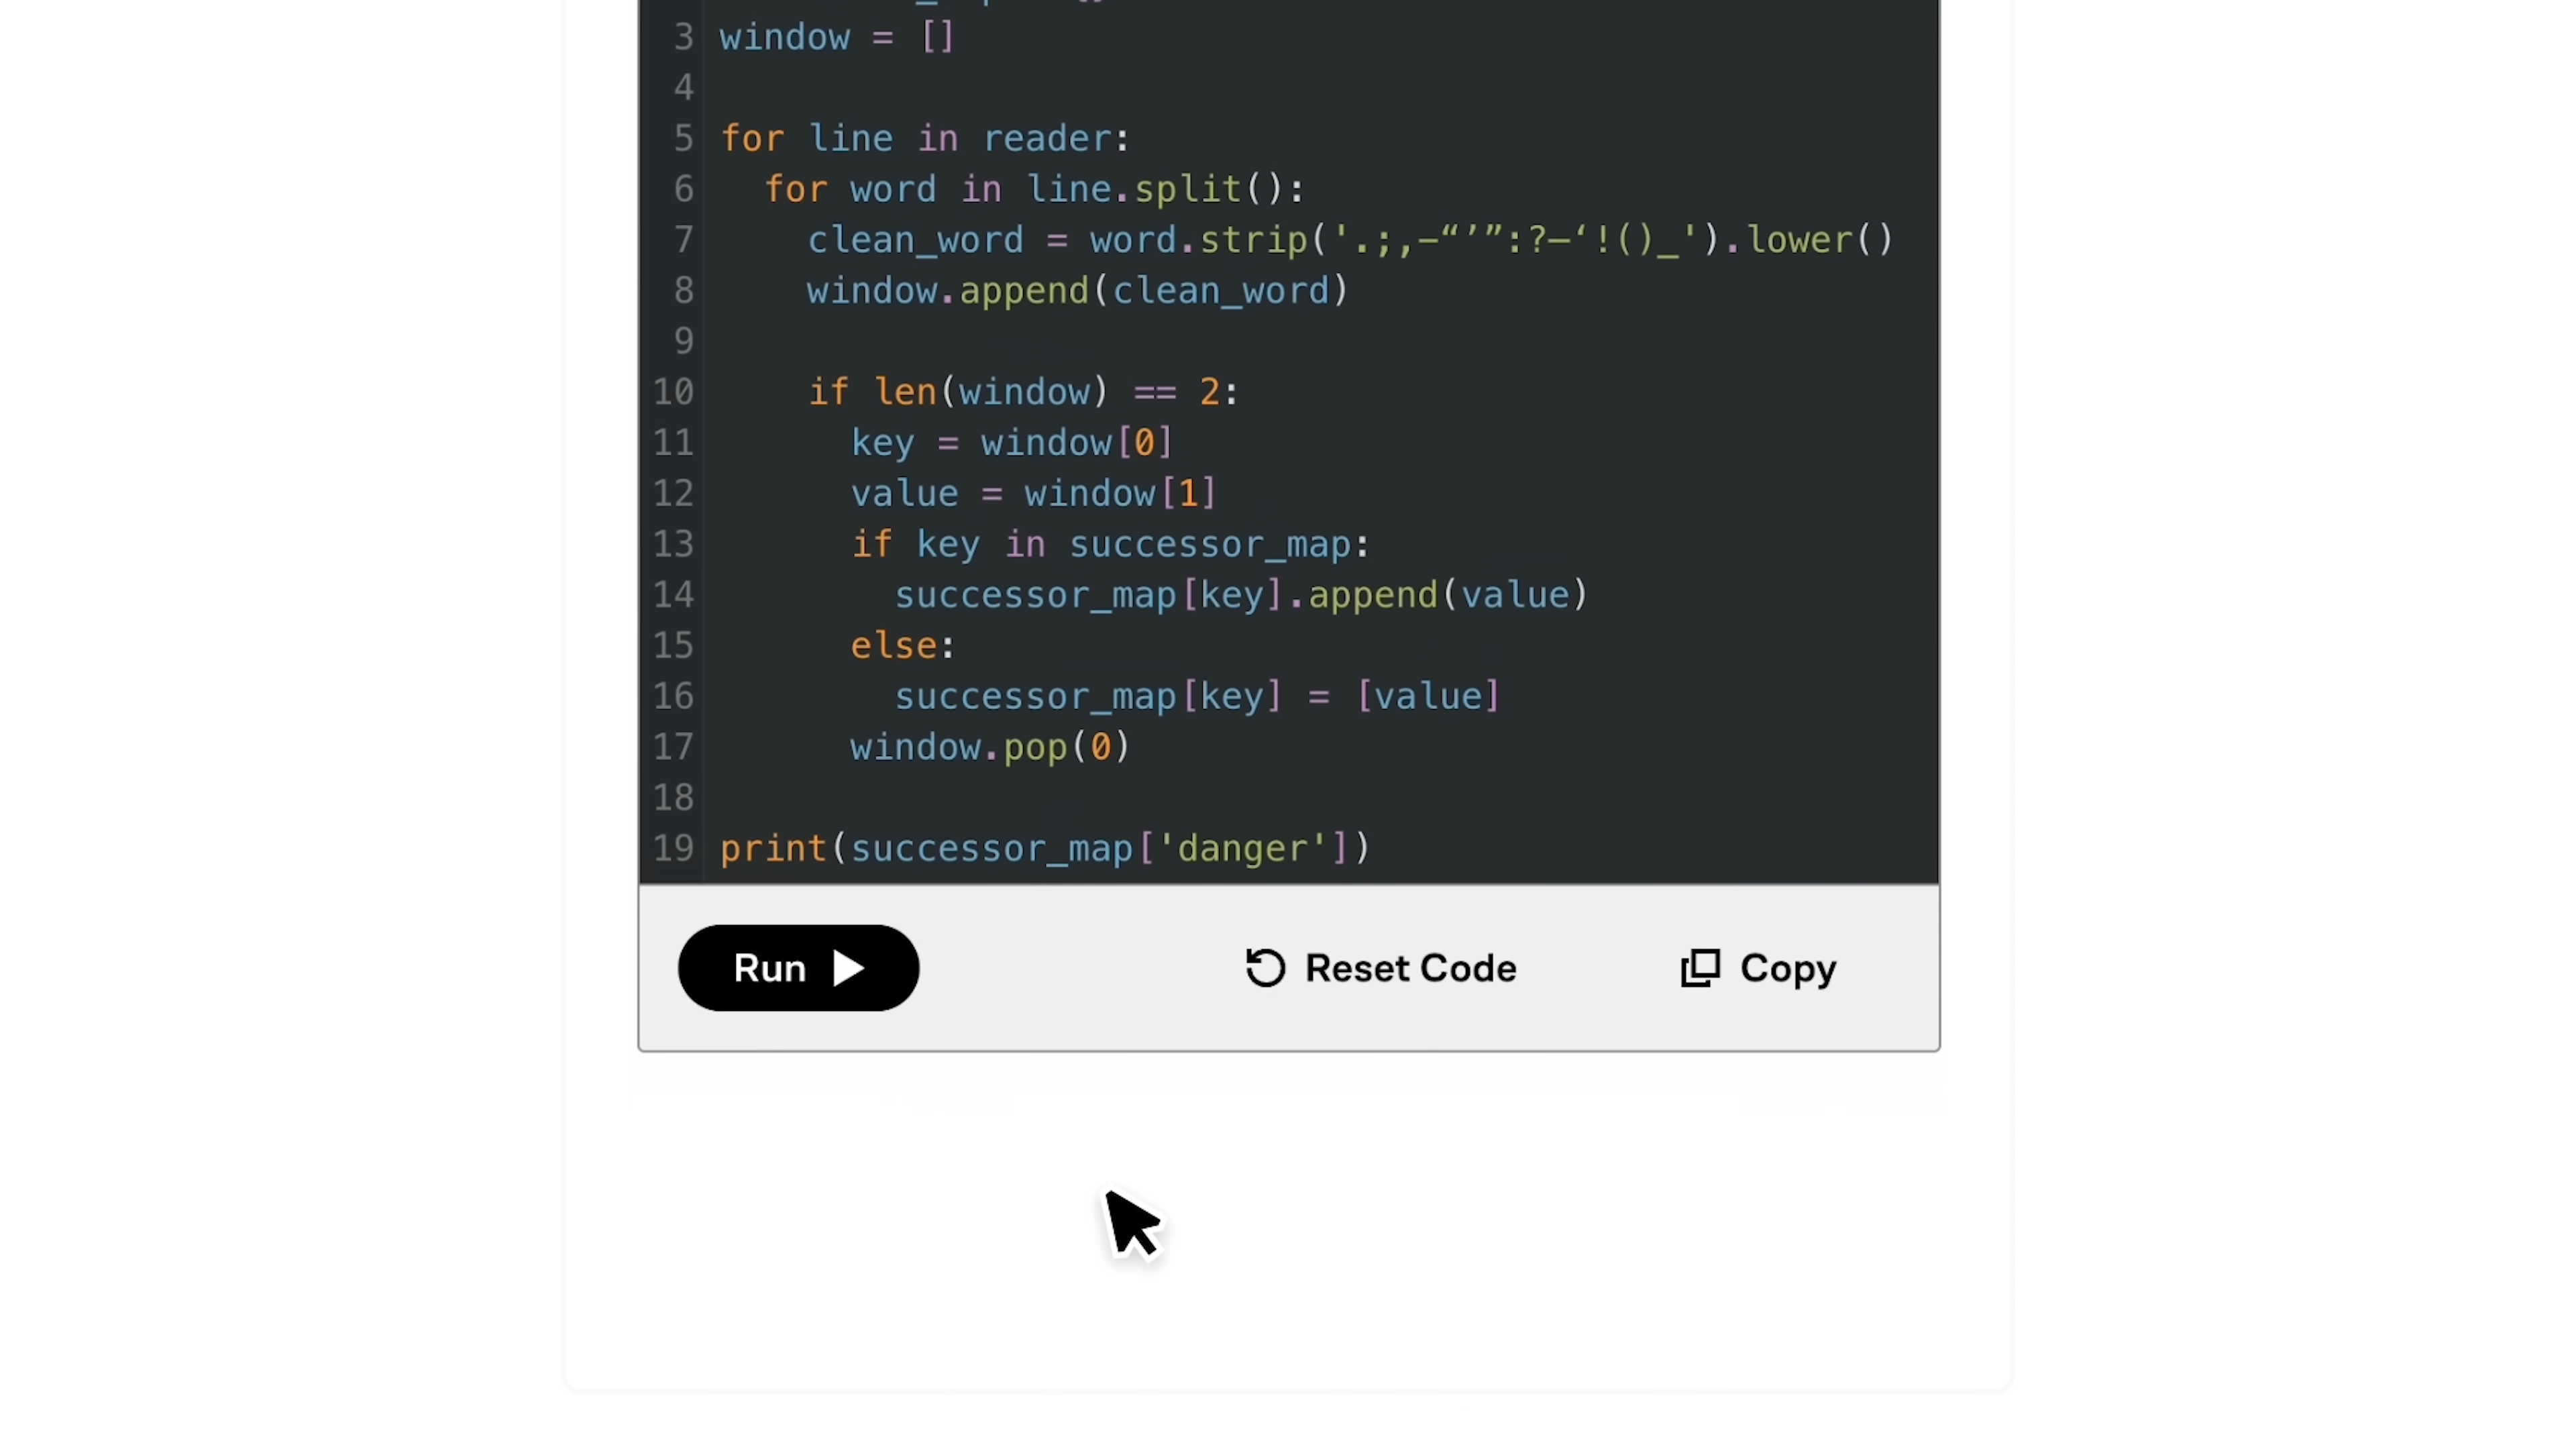 3 window = []
4
5 for line in reader:
6 for word in line.split():
7 clean_word = word.strip('.;,—“’”:?—‘!()_').lower()
8 window.append(clean_word)
9
10 if len(window) == 2:
11 key = window[0]
12 value = window[1]
13 if key in successor_map:
14 successor_map[key].append(value)
15 else:
16 successor_map[key] = [value]
17 window.pop(0)
18
19 print(successor_map['danger'])
Run Reset Code Copy